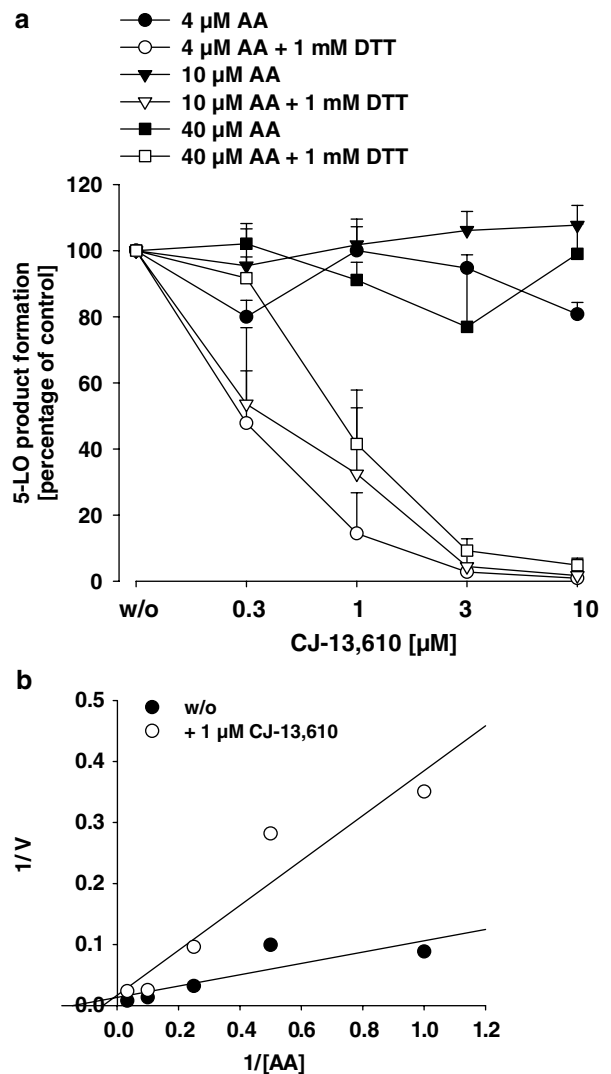 a
4 µM AA
4 µM AA + 1 mM DTT
10 µM AA
10 µM AA + 1 mM DTT
40 µM AA
40 µM AA + 1 mM DTT
5-LO product formation
[percentage of control]
120
100
80
60
40
20
0
w/o 0.3 1 3 10
CJ-13,610 [µM]
b
w/o
+ 1 µM CJ-13,610
1/ V
0.5
0.4
0.3
0.2
0.1
0.0
0.0 0.2 0.4 0.6 0.8 1.0 1.2
1/[AA]